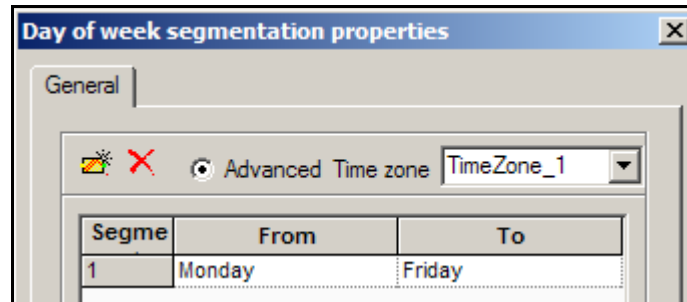 Day of week segmentation properties
General
Advanced Time zone TimeZone_1
Segme From To
1 Monday Friday